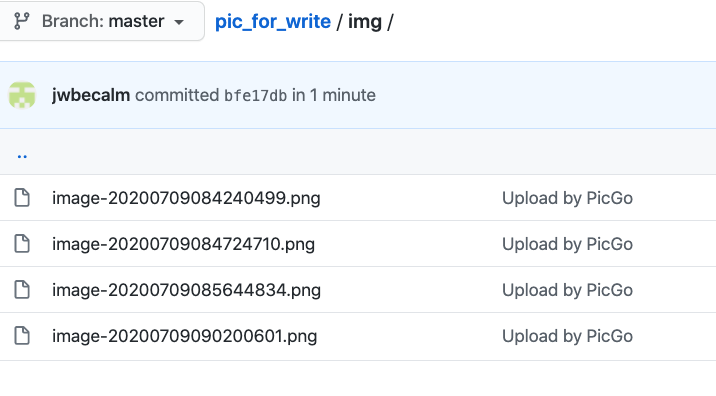 Branch: master pic_for_write / img /
jwbecalm committed bfe17db in 1 minute
..
image-20200709084240499.png Upload by PicGo
image-20200709084724710.png Upload by PicGo
image-20200709085644834.png Upload by PicGo
image-20200709090200601.png Upload by PicGo